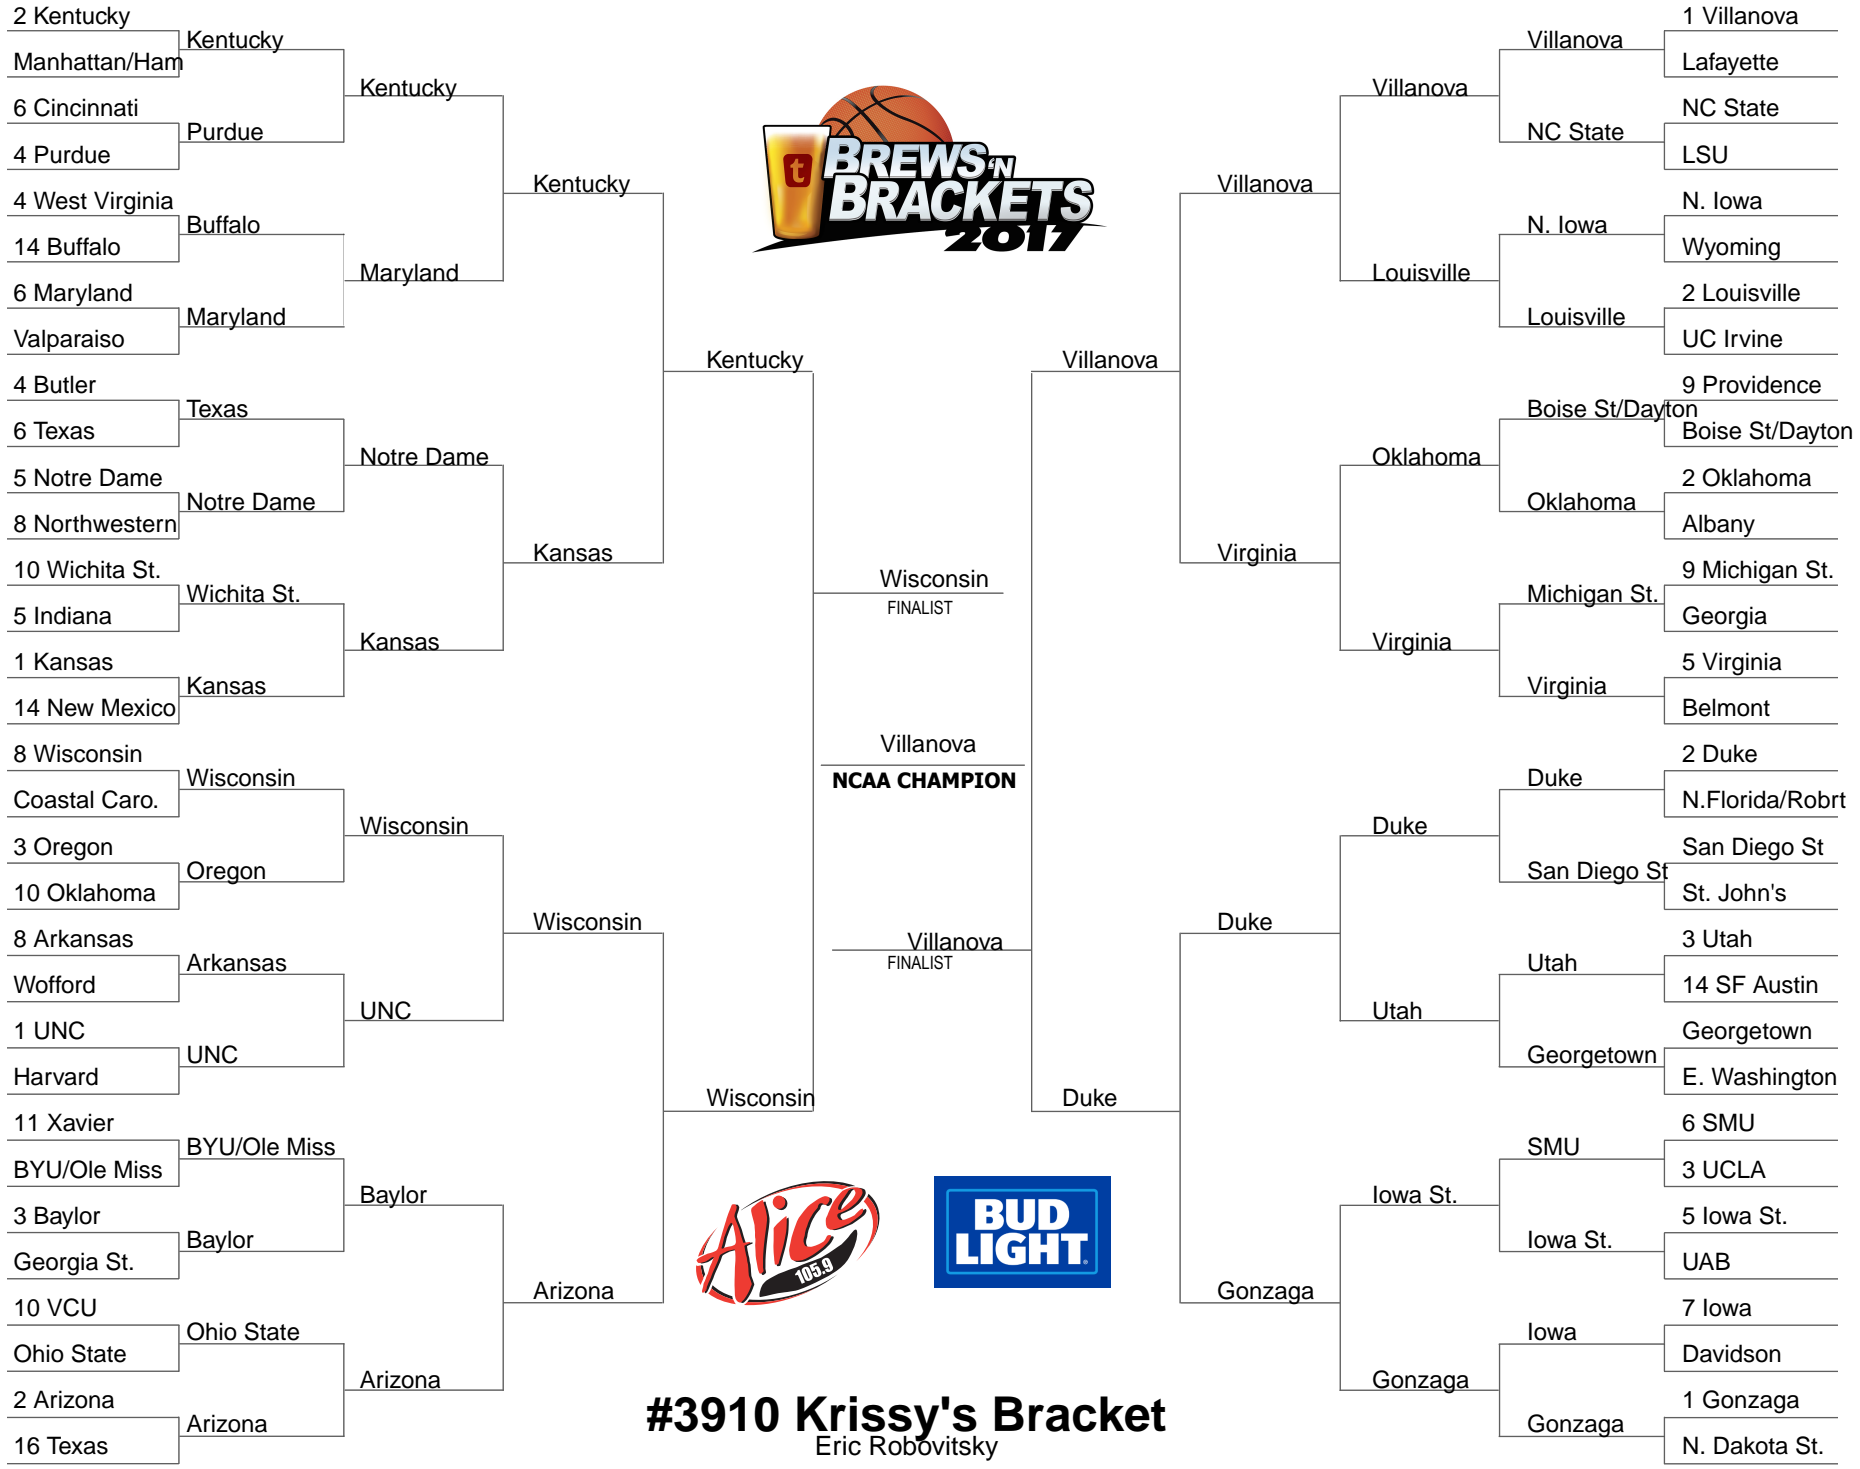 2 Kentucky
Manhattan/Ham
6 Cincinnati
4 Purdue
4 West Virginia
14 Buffalo
6 Maryland
Valparaiso
4 Butler
6 Texas
5 Notre Dame
8 Northwestern
10 Wichita St.
5 Indiana
1 Kansas
14 New Mexico
8 Wisconsin
Coastal Caro.
3 Oregon
10 Oklahoma
8 Arkansas
Wofford
1 UNC
Harvard
11 Xavier
BYU/Ole Miss
3 Baylor
Georgia St.
10 VCU
Ohio State
2 Arizona
16 Texas
Kentucky
Purdue
Buffalo
Maryland
Texas
Notre Dame
Wichita St.
Kansas
Wisconsin
Oregon
Arkansas
UNC
BYU/Ole Miss
Baylor
Ohio State
Arizona
Kentucky
Maryland
Notre Dame
Kansas
Wisconsin
UNC
Baylor
Arizona
Kentucky
Kansas
Wisconsin
Arizona
Kentucky
Wisconsin
t
BREWS 'N
BRACKETS
2017
Wisconsin
FINALIST
Villanova
NCAA CHAMPION
Villanova
FINALIST
Alice
105.9
BUD
LIGHT
#3910 Krissy's Bracket
Eric Robovitsky
Villanova
Duke
Villanova
Virginia
Duke
Gonzaga
Villanova
Louisville
Oklahoma
Virginia
Duke
Utah
Iowa St.
Gonzaga
Villanova
NC State
N. Iowa
Louisville
Boise St/Dayton
Oklahoma
Michigan St.
Virginia
Duke
San Diego St
Utah
Georgetown
SMU
Iowa St.
Iowa
Gonzaga
1 Villanova
Lafayette
NC State
LSU
N. Iowa
Wyoming
2 Louisville
UC Irvine
9 Providence
Boise St/Dayton
2 Oklahoma
Albany
9 Michigan St.
Georgia
5 Virginia
Belmont
2 Duke
N.Florida/Robrt
San Diego St
St. John's
3 Utah
14 SF Austin
Georgetown
E. Washington
6 SMU
3 UCLA
5 Iowa St.
UAB
7 Iowa
Davidson
1 Gonzaga
N. Dakota St.